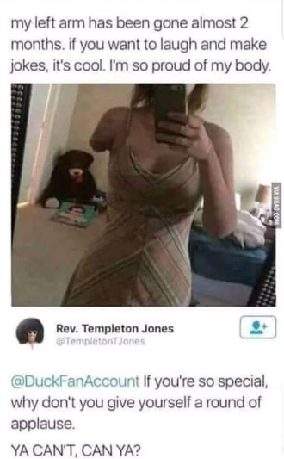 my left arm has been gone almost 2
months. if you want to laugh and make
jokes, it's cool. I'm so proud of my body.
VIA 9GAG.COM
Rev. Templeton Jones
@TempletonTJones
@DuckFanAccount If you're so special,
why don't you give yourself a round of
applause.
YA CAN'T, CAN YA?